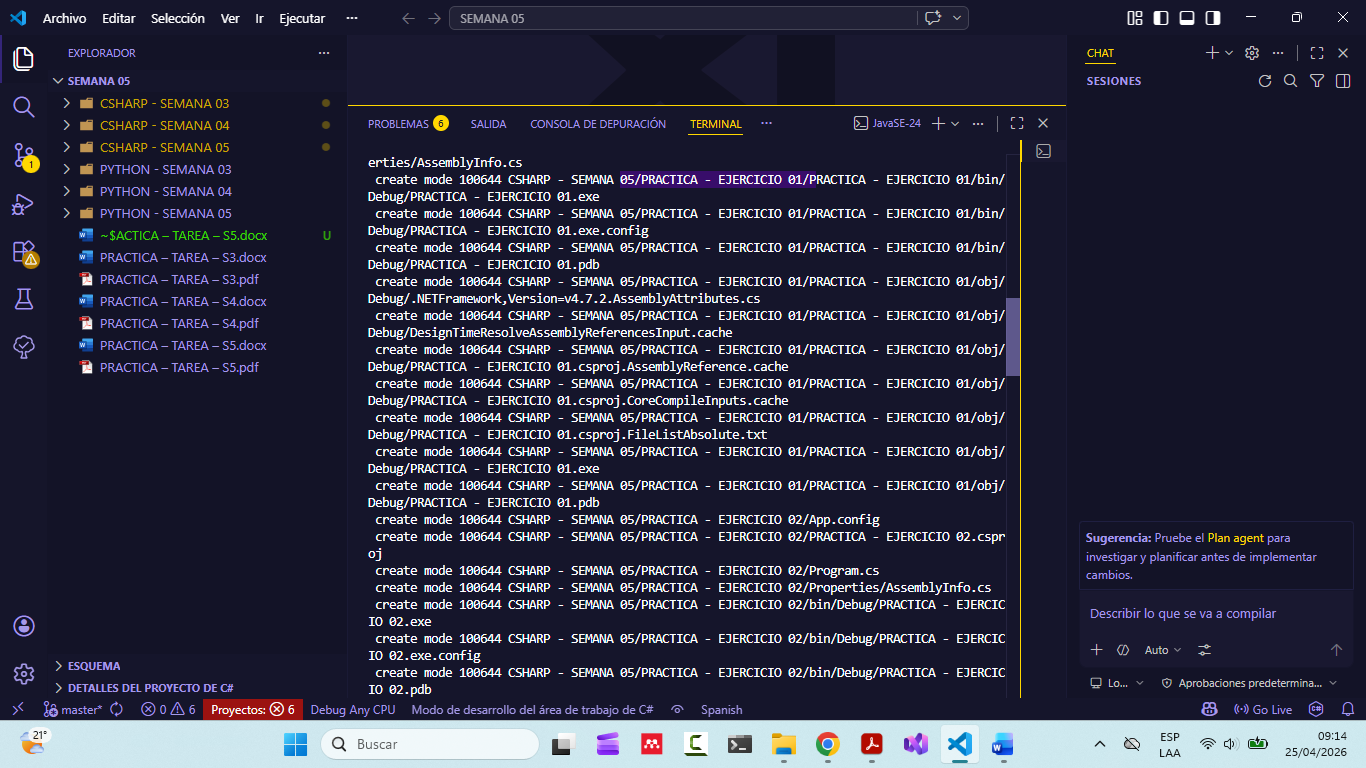 Archivo Editar Selección Ver Ir Ejecutar ···
SEMANA 05
EXPLORADOR
SEMANA 05
CSHARP - SEMANA 03
CSHARP - SEMANA 04
CSHARP - SEMANA 05
PYTHON - SEMANA 03
PYTHON - SEMANA 04
PYTHON - SEMANA 05
~$ACTICA – TAREA – S5.docx U
PRACTICA – TAREA – S3.docx
PRACTICA – TAREA – S3.pdf
PRACTICA – TAREA – S4.docx
PRACTICA – TAREA – S4.pdf
PRACTICA – TAREA – S5.docx
PRACTICA – TAREA – S5.pdf
ESQUEMA
DETALLES DEL PROYECTO DE C#
1
PROBLEMAS 6 SALIDA CONSOLA DE DEPURACIÓN TERMINAL ··· JavaSE-24
erties/AssemblyInfo.cs
create mode 100644 CSHARP - SEMANA 05/PRACTICA - EJERCICIO 01/PRACTICA - EJERCICIO 01/bin/
Debug/PRACTICA - EJERCICIO 01.exe
create mode 100644 CSHARP - SEMANA 05/PRACTICA - EJERCICIO 01/PRACTICA - EJERCICIO 01/bin/
Debug/PRACTICA - EJERCICIO 01.exe.config
create mode 100644 CSHARP - SEMANA 05/PRACTICA - EJERCICIO 01/PRACTICA - EJERCICIO 01/bin/
Debug/PRACTICA - EJERCICIO 01.pdb
create mode 100644 CSHARP - SEMANA 05/PRACTICA - EJERCICIO 01/PRACTICA - EJERCICIO 01/obj/
Debug/.NETFramework,Version=v4.7.2.AssemblyAttributes.cs
create mode 100644 CSHARP - SEMANA 05/PRACTICA - EJERCICIO 01/PRACTICA - EJERCICIO 01/obj/
Debug/DesignTimeResolveAssemblyReferencesInput.cache
create mode 100644 CSHARP - SEMANA 05/PRACTICA - EJERCICIO 01/PRACTICA - EJERCICIO 01/obj/
Debug/PRACTICA - EJERCICIO 01.csproj.AssemblyReference.cache
create mode 100644 CSHARP - SEMANA 05/PRACTICA - EJERCICIO 01/PRACTICA - EJERCICIO 01/obj/
Debug/PRACTICA - EJERCICIO 01.csproj.CoreCompileInputs.cache
create mode 100644 CSHARP - SEMANA 05/PRACTICA - EJERCICIO 01/PRACTICA - EJERCICIO 01/obj/
Debug/PRACTICA - EJERCICIO 01.csproj.FileListAbsolute.txt
create mode 100644 CSHARP - SEMANA 05/PRACTICA - EJERCICIO 01/PRACTICA - EJERCICIO 01/obj/
Debug/PRACTICA - EJERCICIO 01.exe
create mode 100644 CSHARP - SEMANA 05/PRACTICA - EJERCICIO 01/PRACTICA - EJERCICIO 01/obj/
Debug/PRACTICA - EJERCICIO 01.pdb
create mode 100644 CSHARP - SEMANA 05/PRACTICA - EJERCICIO 02/App.config
create mode 100644 CSHARP - SEMANA 05/PRACTICA - EJERCICIO 02/PRACTICA - EJERCICIO 02.cspr
oj
create mode 100644 CSHARP - SEMANA 05/PRACTICA - EJERCICIO 02/Program.cs
create mode 100644 CSHARP - SEMANA 05/PRACTICA - EJERCICIO 02/Properties/AssemblyInfo.cs
create mode 100644 CSHARP - SEMANA 05/PRACTICA - EJERCICIO 02/bin/Debug/PRACTICA - EJERCIC
IO 02.exe
create mode 100644 CSHARP - SEMANA 05/PRACTICA - EJERCICIO 02/bin/Debug/PRACTICA - EJERCIC
IO 02.exe.config
create mode 100644 CSHARP - SEMANA 05/PRACTICA - EJERCICIO 02/bin/Debug/PRACTICA - EJERCIC
IO 02.pdb
CHAT
SESIONES
Sugerencia: Pruebe el Plan agent para
investigar y planificar antes de implementar
cambios.
Describir lo que se va a compilar
Auto
Lo... Aprobaciones predetermina...
master* 0 6 Proyectos: 6 Debug Any CPU Modo de desarrollo del área de trabajo de C# Spanish Go Live
21°
Buscar
ESP
LAA
09:14
25/04/2026